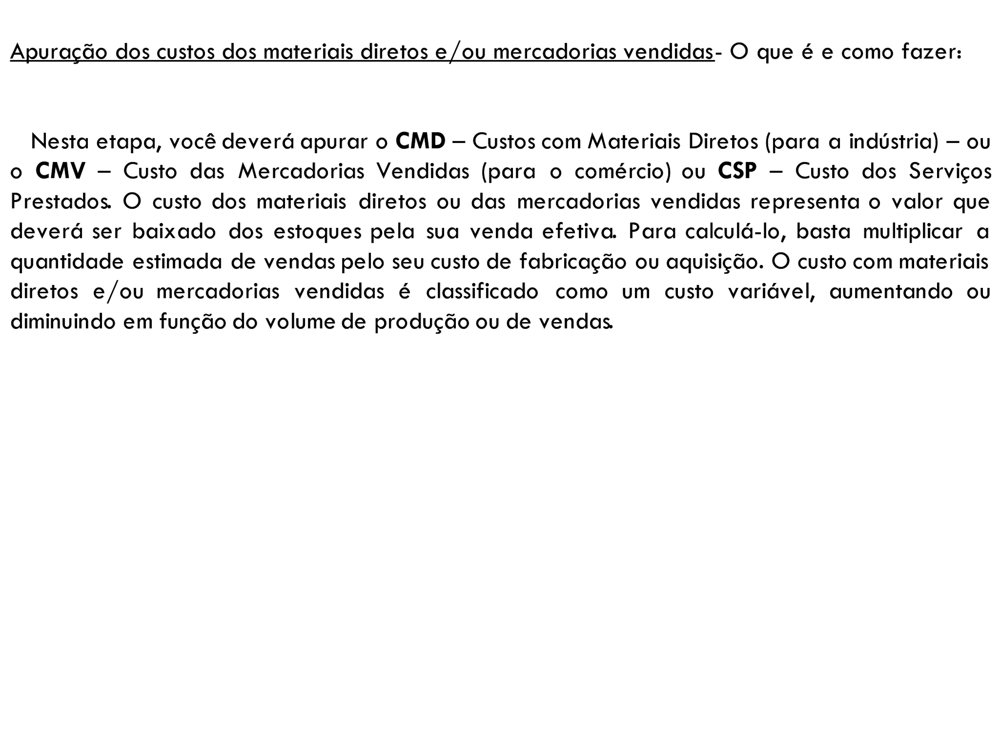 Apuração dos custos dos materiais diretos e/ou mercadorias vendidas- O que é e como fazer:
Nesta etapa, você deverá apurar o CMD – Custos com Materiais Diretos (para a indústria) – ou
o CMV – Custo das Mercadorias Vendidas (para o comércio) ou CSP – Custo dos Serviços
Prestados. O custo dos materiais diretos ou das mercadorias vendidas representa o valor que
deverá ser baixado dos estoques pela sua venda efetiva. Para calculá-lo, basta multiplicar a
quantidade estimada de vendas pelo seu custo de fabricação ou aquisição. O custo com materiais
diretos e/ou mercadorias vendidas é classificado como um custo variável, aumentando ou
diminuindo em função do volume de produção ou de vendas.